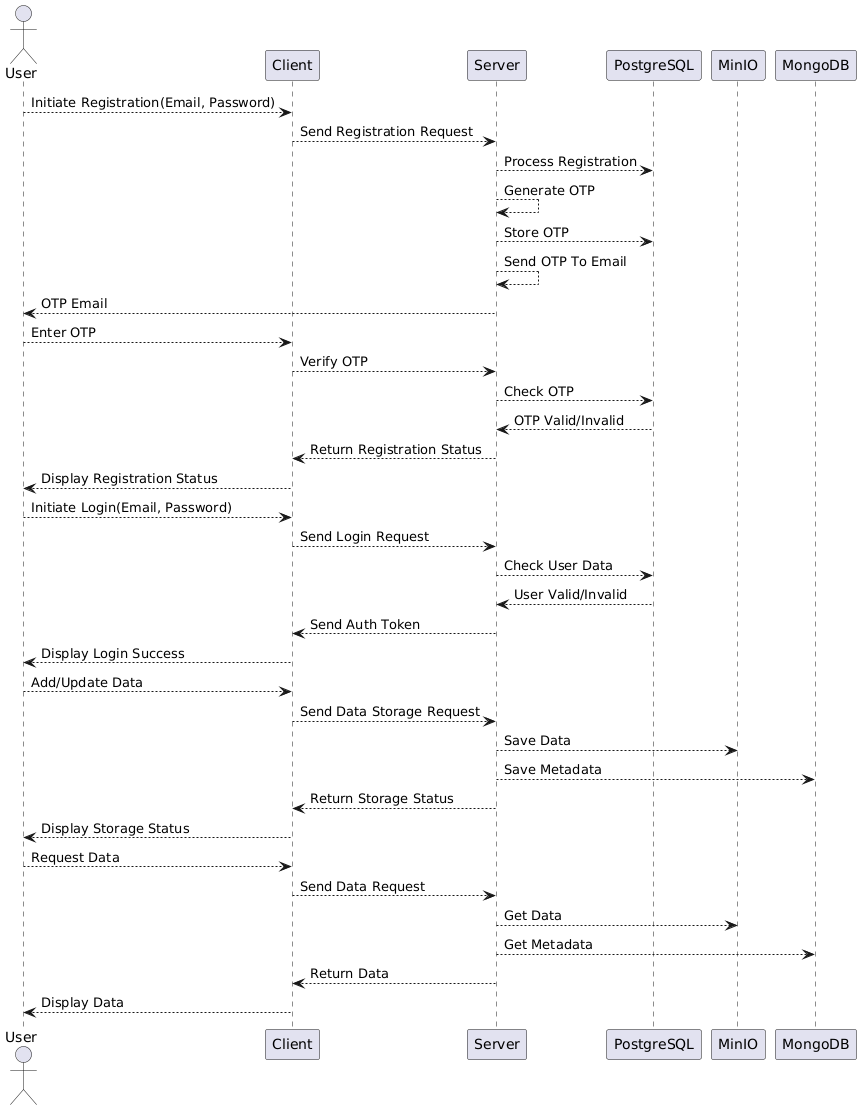 User
Client
Server
PostgreSQL
MinIO
MongoDB
Initiate Registration(Email, Password)
Send Registration Request
Process Registration
Generate OTP
Store OTP
Send OTP To Email
OTP Email
Enter OTP
Verify OTP
Check OTP
OTP Valid/Invalid
Return Registration Status
Display Registration Status
Initiate Login(Email, Password)
Send Login Request
Check User Data
User Valid/Invalid
Send Auth Token
Display Login Success
Add/Update Data
Send Data Storage Request
Save Data
Save Metadata
Return Storage Status
Display Storage Status
Request Data
Send Data Request
Get Data
Get Metadata
Return Data
Display Data
User
Client
Server
PostgreSQL
MinIO
MongoDB